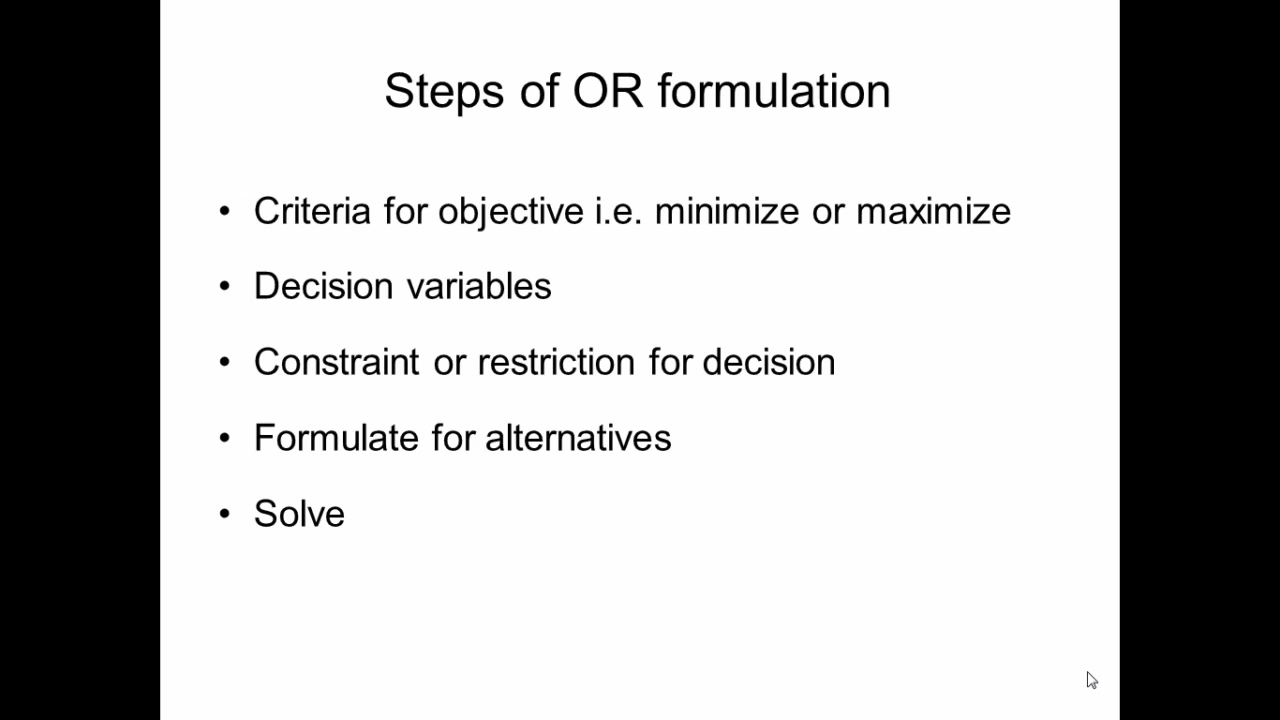 Steps of OR formulation
• Criteria for objective i.e. minimize or maximize
• Decision variables
• Constraint or restriction for decision
• Formulate for alternatives
• Solve